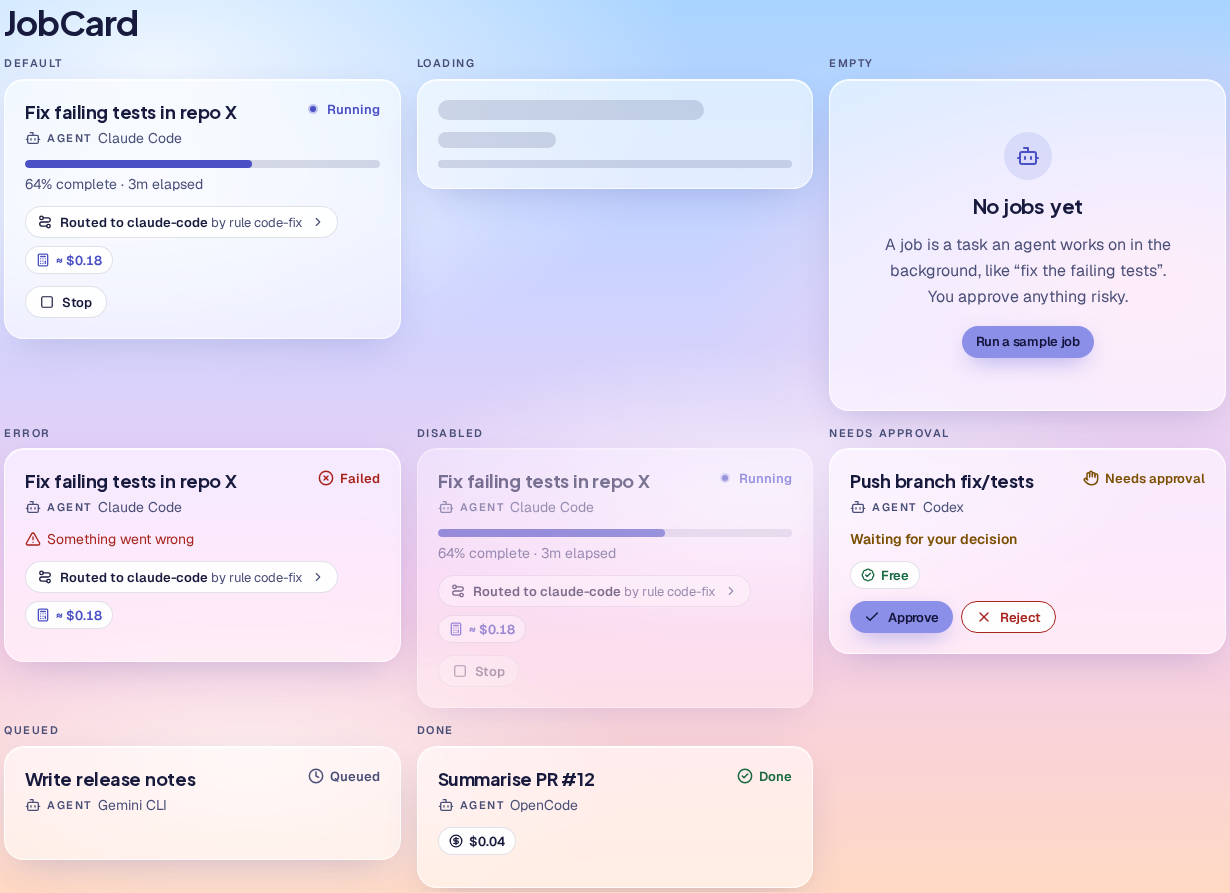 JobCard
DEFAULT
Fix failing tests in repo X
Running
AGENT Claude Code
64% complete · 3m elapsed
Routed to claude-code by rule code-fix
≈ $0.18
Stop
LOADING
EMPTY
No jobs yet
A job is a task an agent works on in the
background, like “fix the failing tests”.
You approve anything risky.
Run a sample job
ERROR
Fix failing tests in repo X
Failed
AGENT Claude Code
Something went wrong
Routed to claude-code by rule code-fix
≈ $0.18
DISABLED
Fix failing tests in repo X
Running
AGENT Claude Code
64% complete · 3m elapsed
Routed to claude-code by rule code-fix
≈ $0.18
Stop
NEEDS APPROVAL
Push branch fix/tests
Needs approval
AGENT Codex
Waiting for your decision
Free
Approve
Reject
QUEUED
Write release notes
Queued
AGENT Gemini CLI
DONE
Summarise PR #12
Done
AGENT OpenCode
$0.04